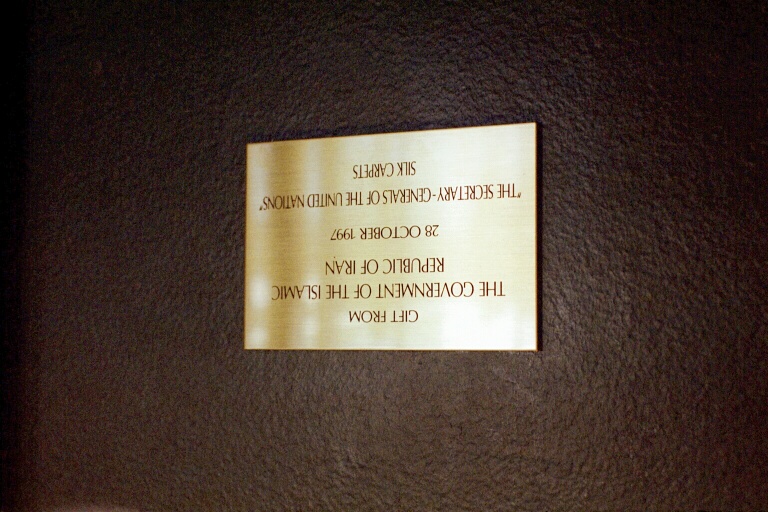 GIFT FROM
THE GOVERNMENT OF THE ISLAMIC
REPUBLIC OF IRAN
28 OCTOBER 1997
"THE SECRETARY-GENERALS OF THE UNITED NATIONS"
SILK CARPETS